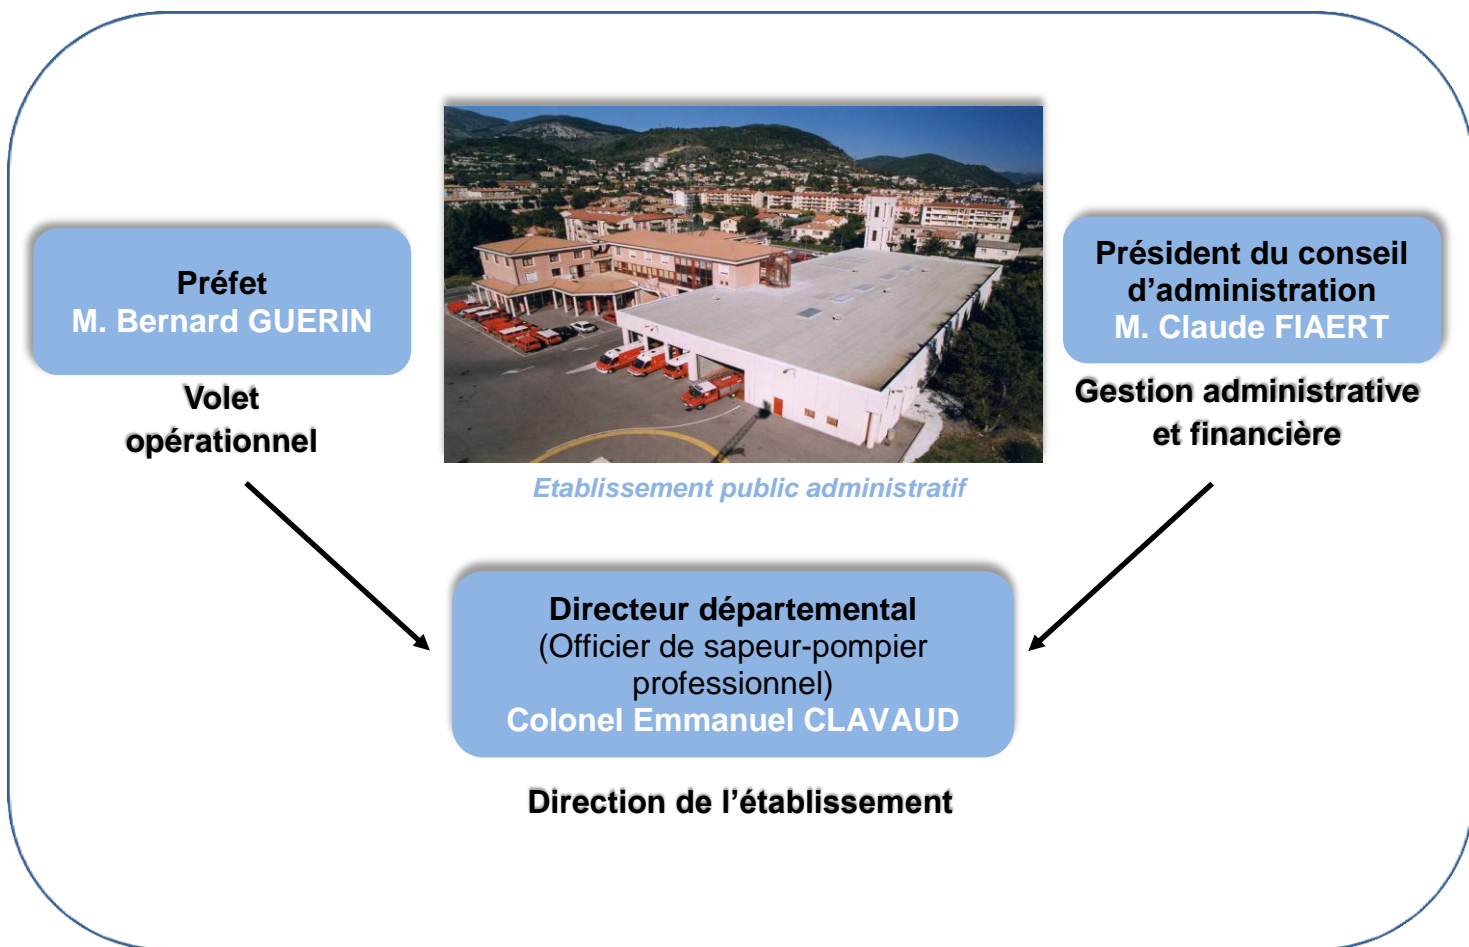 Préfet
M. Bernard GUERIN
Volet
opérationnel
Président du conseil
d’administration
M. Claude FIAERT
Gestion administrative
et financière
Etablissement public administratif
Directeur départemental
(Officier de sapeur-pompier
professionnel)
Colonel Emmanuel CLAVAUD
Direction de l’établissement